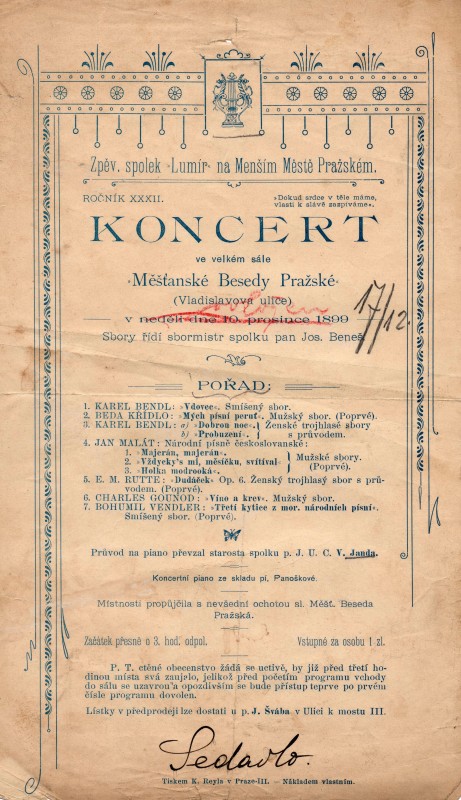 Zpěv. spolek »Lumír« na Menším Městě Pražském.
ROČNÍK XXXII.
»Dokud srdce v těle máme,
vlasti k slávě zazpíváme«.
KONCERT
ve velkém sále
»Měšťanské Besedy Pražské«
(Vladislavova ulice)
v neděli dne 10. prosince 1899
17/12.
Sbory řídí sbormistr spolku pan Jos. Beneš
POŘAD:
1. KAREL BENDL: »Vdovec«. Smíšený sbor.
2. BEDA KŘÍDLO: »Mých písní peruť«. Mužský sbor. (Poprvé).
3. KAREL BENDL: a) »Dobrou noc«. Ženské trojhlasé sbory
b) »Probuzení«. s průvodem.
4. JAN MALÁT: Národní písně československé:
1. »Majerán, majerán«.
2. »Vždycky's mi, měsíčku, svítíval« Mužské sbory.
3. »Holka modrooká«. (Poprvé).
5. E. M. RUTTE: »Dudáček« Op. 6. Ženský trojhlasý sbor s prů-
vodem. (Poprvé).
6. CHARLES GOUNOD: »Víno a krev«. Mužský sbor.
7. BOHUMIL VENDLER: »Třetí kytice z mor. národních písní«.
Smíšený sbor. (Poprvé).
Průvod na piano převzal starosta spolku p. J. U. C. V. Janda.
Koncertní piano ze skladu pí, Panoškové.
Místnosti propůjčila s nevšední ochotou sl. Měšť. Beseda
Pražská.
Začátek přesně o 3. hod. odpol. Vstupné za osobu 1 zl.
P. T. ctěné obecenstvo žádá se uctivě, by již před třetí ho-
dinou místa svá zaujalo, jelikož před početím programu vchody
do sálu se uzavrou a opozdivším se bude přístup teprve po prvém
čísle programu dovolen.
Lístky v předprodeji lze dostati u p. J. Švába v Ulici k mostu III.
Sedadlo.
Tiskem K. Reyla v Praze-III. — Nákladem vlastním.